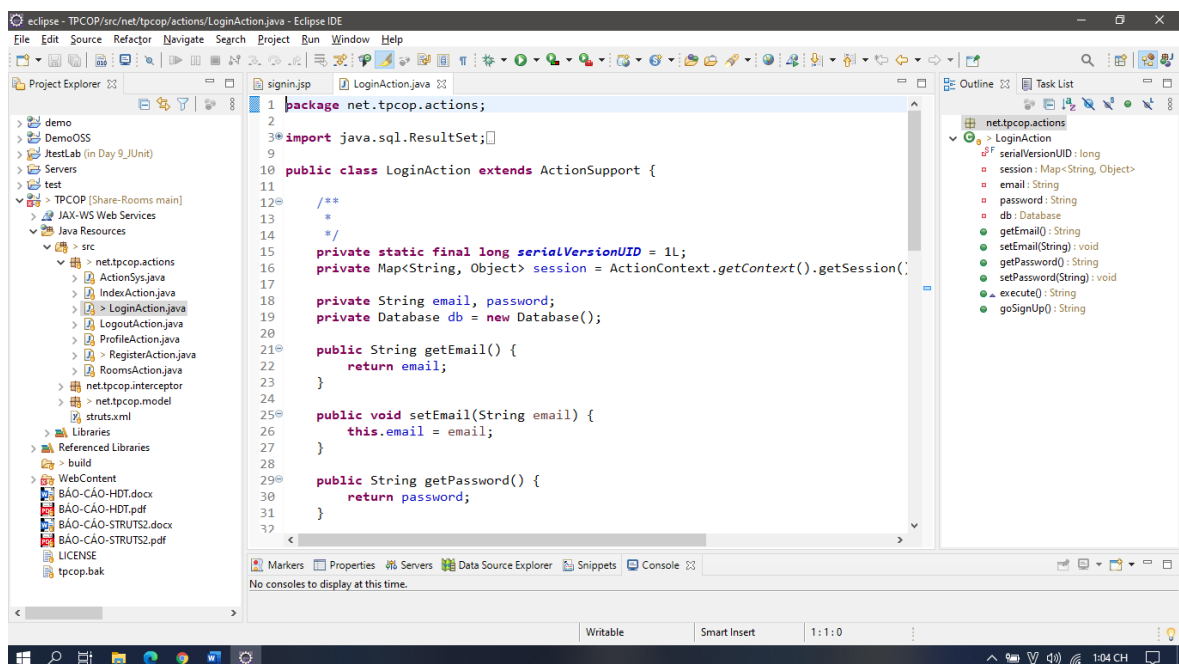 eclipse - TPCOP/src/net/tpcop/actions/LoginAction.java - Eclipse IDE
File Edit Source Refactor Navigate Search Project Run Window Help
Project Explorer
demo
DemoOSS
JtestLab (in Day 9_JUnit)
Servers
test
> TPCOP [Share-Rooms main]
JAX-WS Web Services
Java Resources
> src
> net.tpcop.actions
ActionSys.java
IndexAction.java
> LoginAction.java
LogoutAction.java
ProfileAction.java
> RegisterAction.java
RoomsAction.java
net.tpcop.interceptor
> net.tpcop.model
struts.xml
Libraries
Referenced Libraries
> build
WebContent
BÁO-CÁO-HDT.docx
BÁO-CÁO-HDT.pdf
BÁO-CÁO-STRUTS2.docx
BÁO-CÁO-STRUTS2.pdf
LICENSE
tpcop.bak
signin.jsp LoginAction.java
1 package net.tpcop.actions;
2
3 import java.sql.ResultSet;
9
10 public class LoginAction extends ActionSupport {
11
12 /**
13 *
14 */
15 private static final long serialVersionUID = 1L;
16 private Map<String, Object> session = ActionContext.getContext().getSession()
17
18 private String email, password;
19 private Database db = new Database();
20
21 public String getEmail() {
22 return email;
23 }
24
25 public void setEmail(String email) {
26 this.email = email;
27 }
28
29 public String getPassword() {
30 return password;
31 }
32
Outline Task List
net.tpcop.actions
> LoginAction
serialVersionUID : long
session : Map<String, Object>
email : String
password : String
db : Database
getEmail() : String
setEmail(String) : void
getPassword() : String
setPassword(String) : void
execute() : String
goSignUp() : String
Markers Properties Servers Data Source Explorer Snippets Console
No consoles to display at this time.
Writable Smart Insert 1 : 1 : 0
1:04 CH